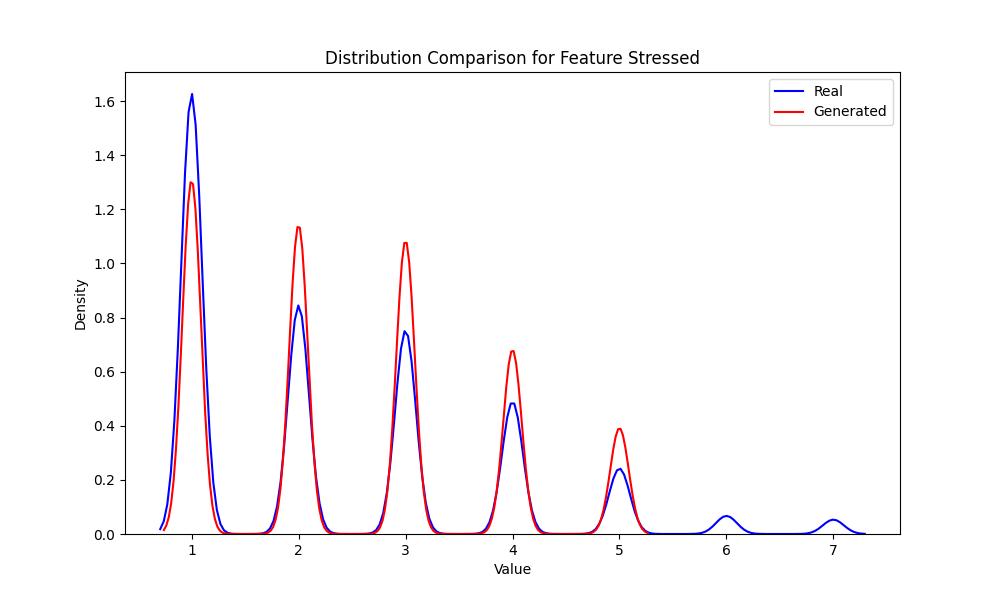 Distribution Comparison for Feature Stressed
Real
Generated
1.6
1.4
1.2
1.0
0.8
0.6
0.4
0.2
0.0
Density
1 2 3 4 5 6 7
Value